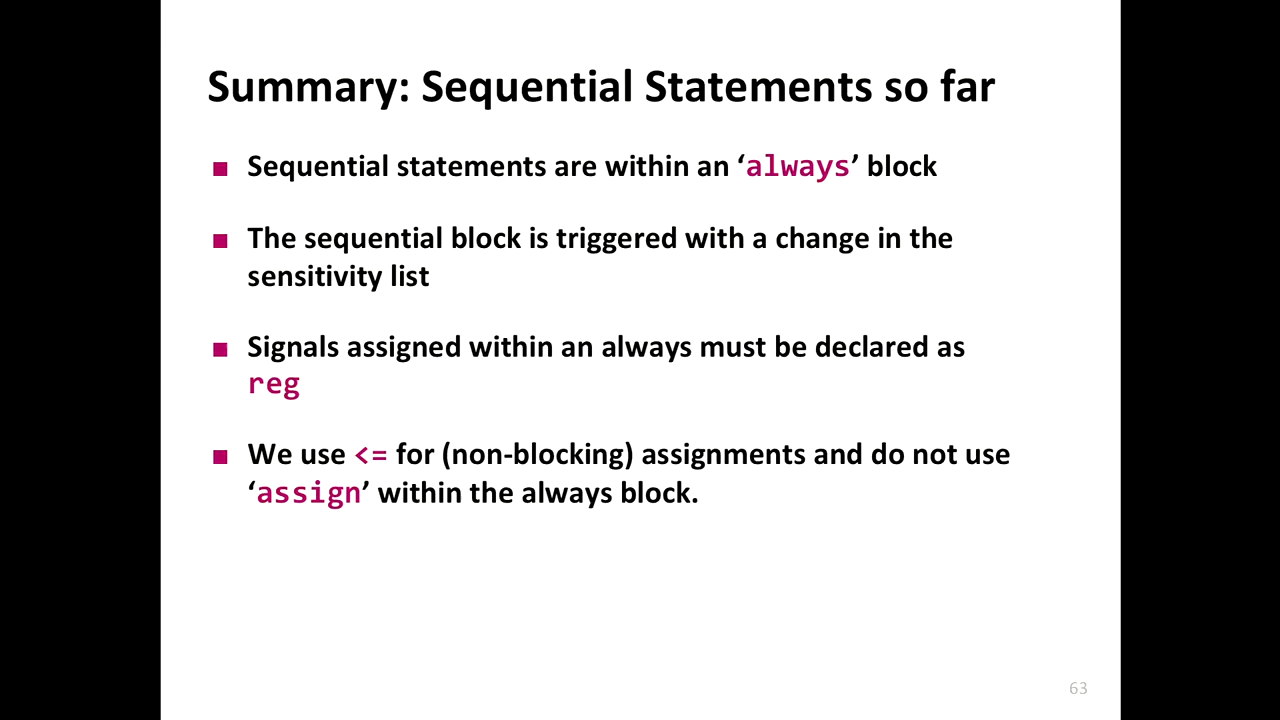 Summary: Sequential Statements so far
■ Sequential statements are within an ‘always’ block
■ The sequential block is triggered with a change in the
sensitivity list
■ Signals assigned within an always must be declared as
reg
■ We use <= for (non-blocking) assignments and do not use
‘assign’ within the always block.
63